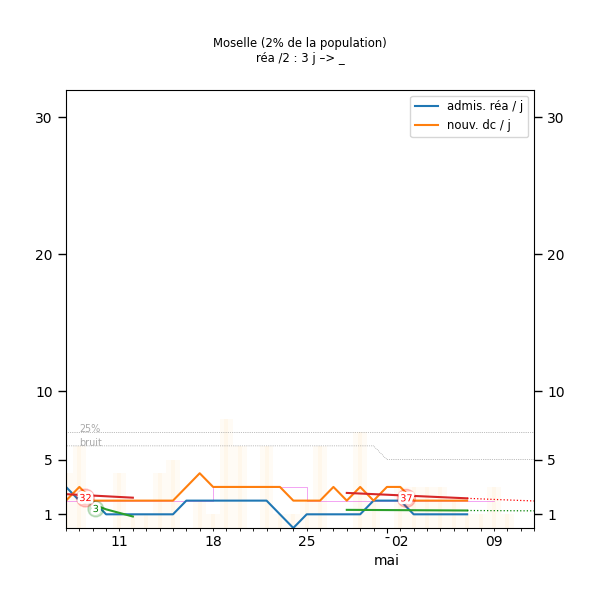 Moselle (2% de la population)
réa /2 : 3 j –> _
admis. réa / j
nouv. dc / j
30 30
20 20
10 10
25%
bruit
5 5
32 37
3
1 1
11 18 25 02 09
mai